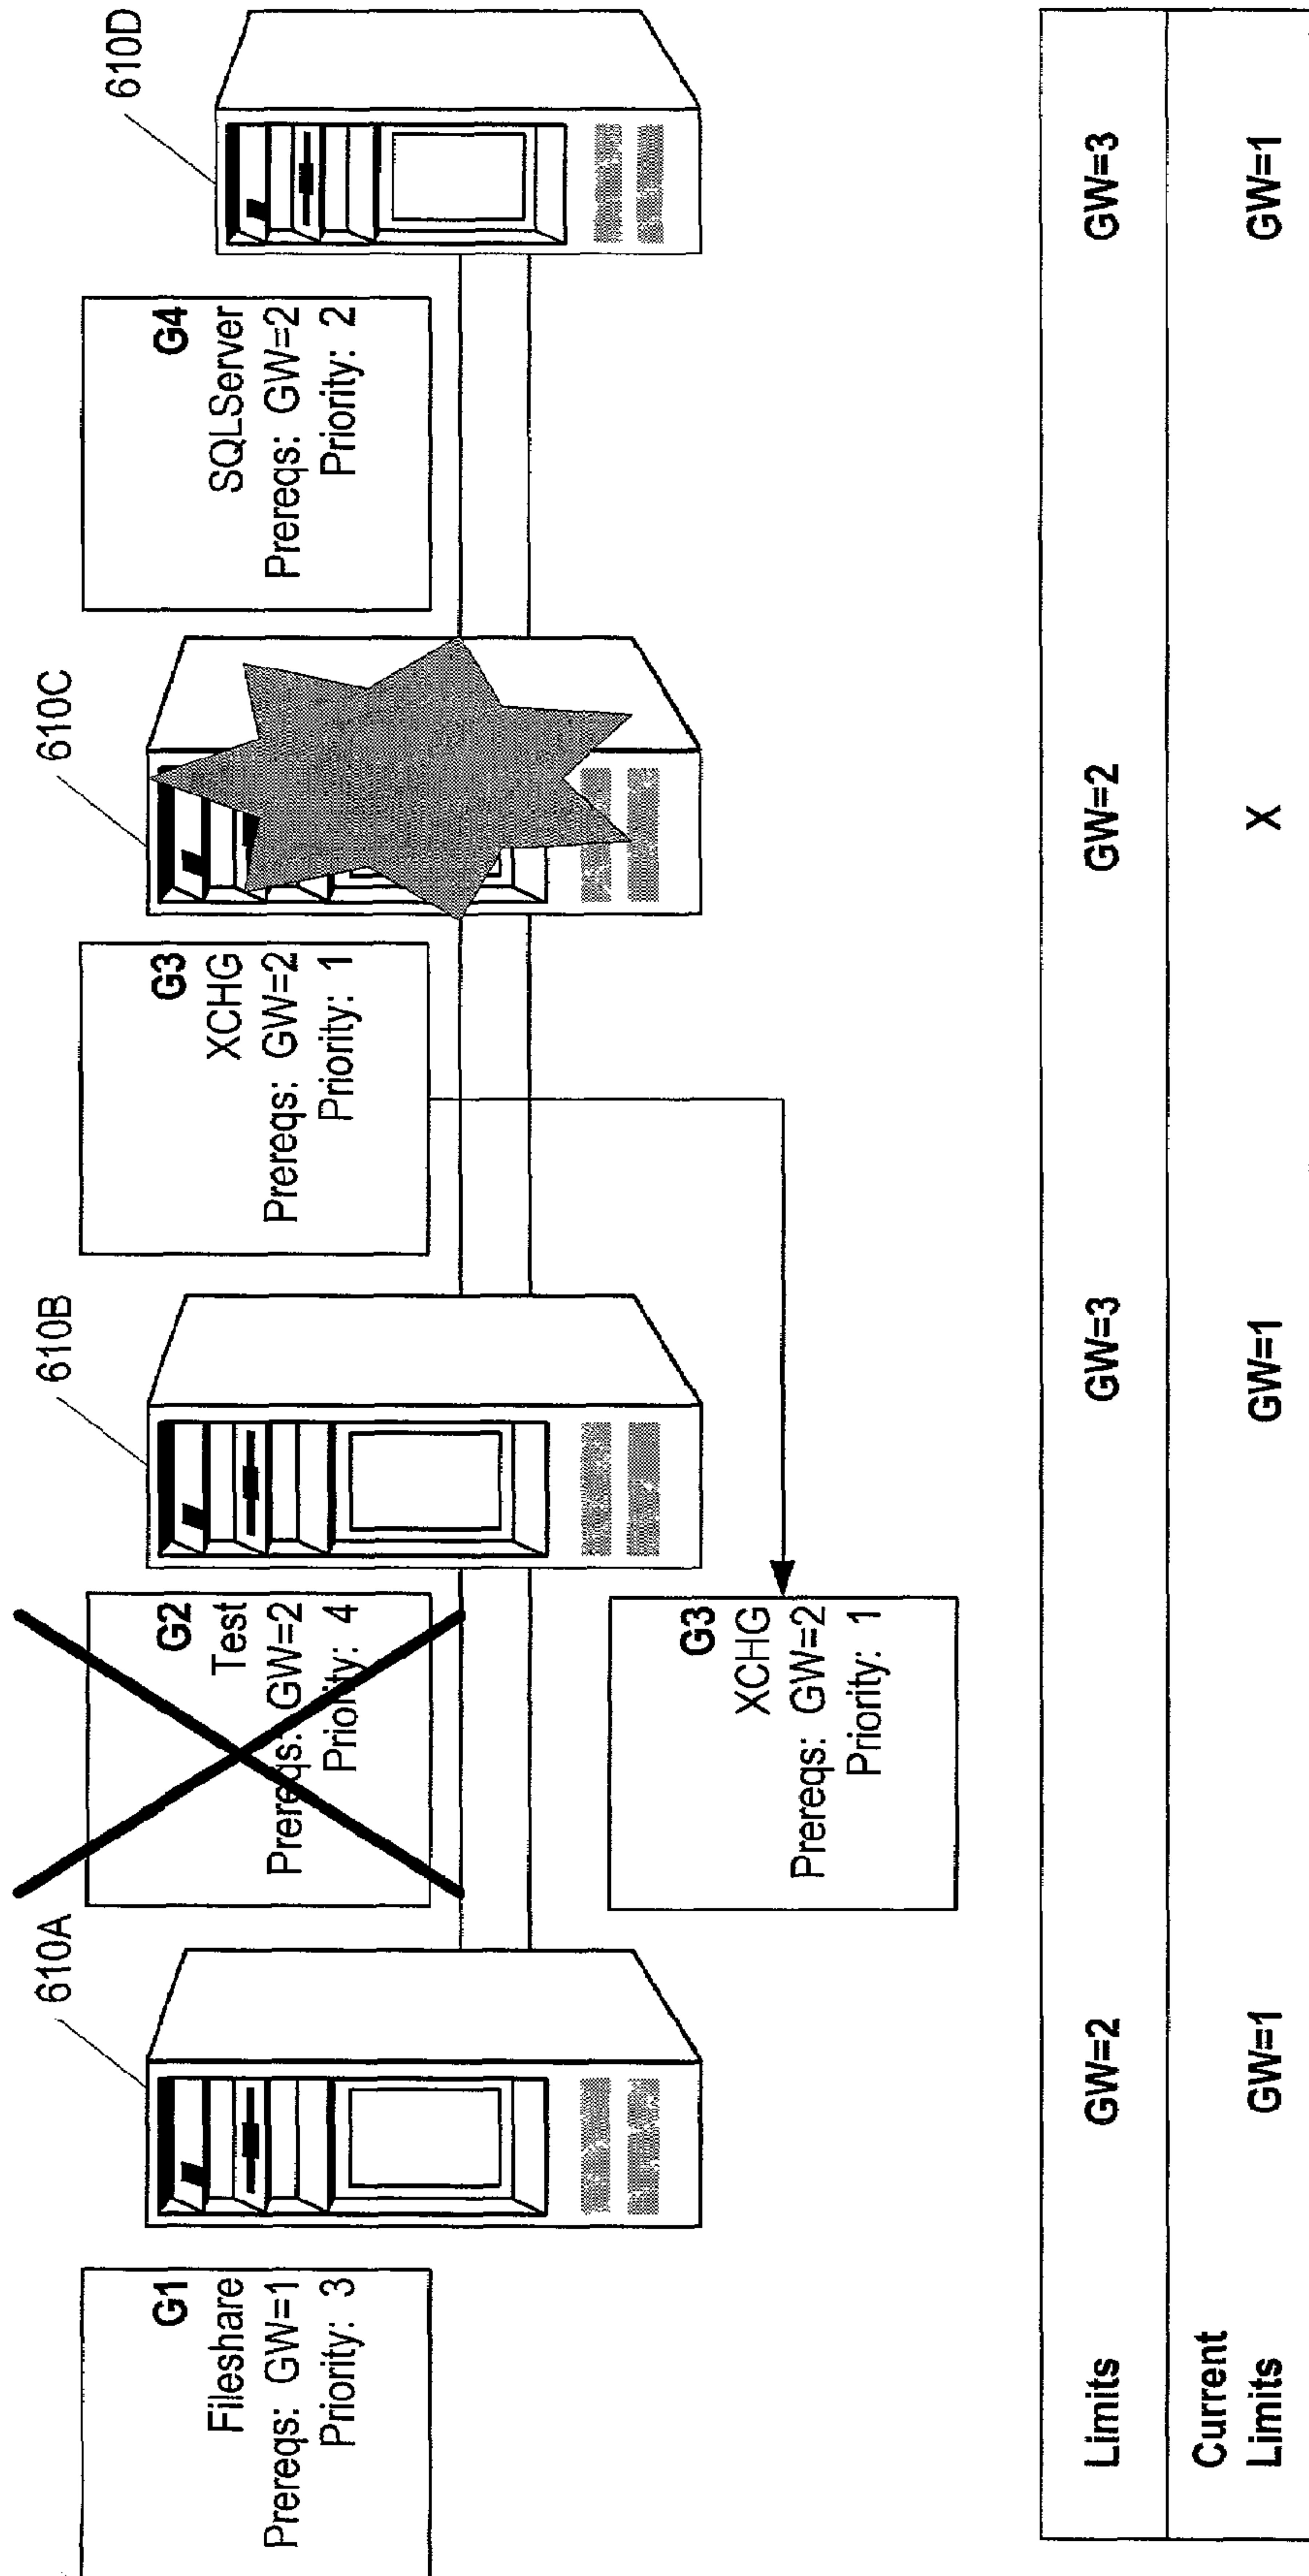 610A
610B
610C
610D
G1
Fileshare
Prereqs: GW=1
Priority: 3
G2
Test
Prereqs: GW=2
Priority: 4
G3
XCHG
Prereqs: GW=2
Priority: 1
G4
SQLServer
Prereqs: GW=2
Priority: 2
G3
XCHG
Prereqs: GW=2
Priority: 1
Limits GW=2 GW=3 GW=2 GW=3
Current
Limits GW=1 GW=1 X GW=1